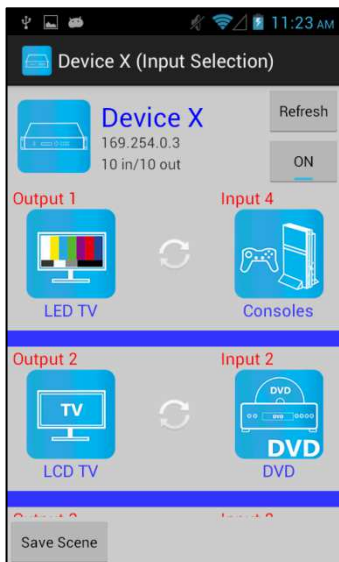 11:23 AM
Device X (Input Selection)
Device X
Refresh
169.254.0.3
10 in/10 out
ON
Output 1
Input 4
LED TV
Consoles
Output 2
Input 2
TV
DVD
DVD
LCD TV
DVD
Save Scene